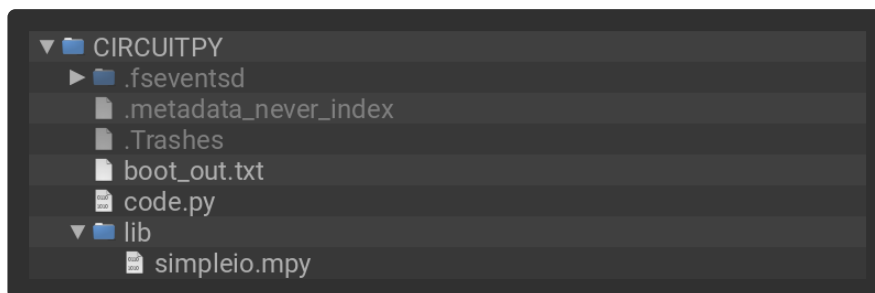 CIRCUITPY
.fseventsd
.metadata_never_index
.Trashes
boot_out.txt
code.py
lib
simpleio.mpy